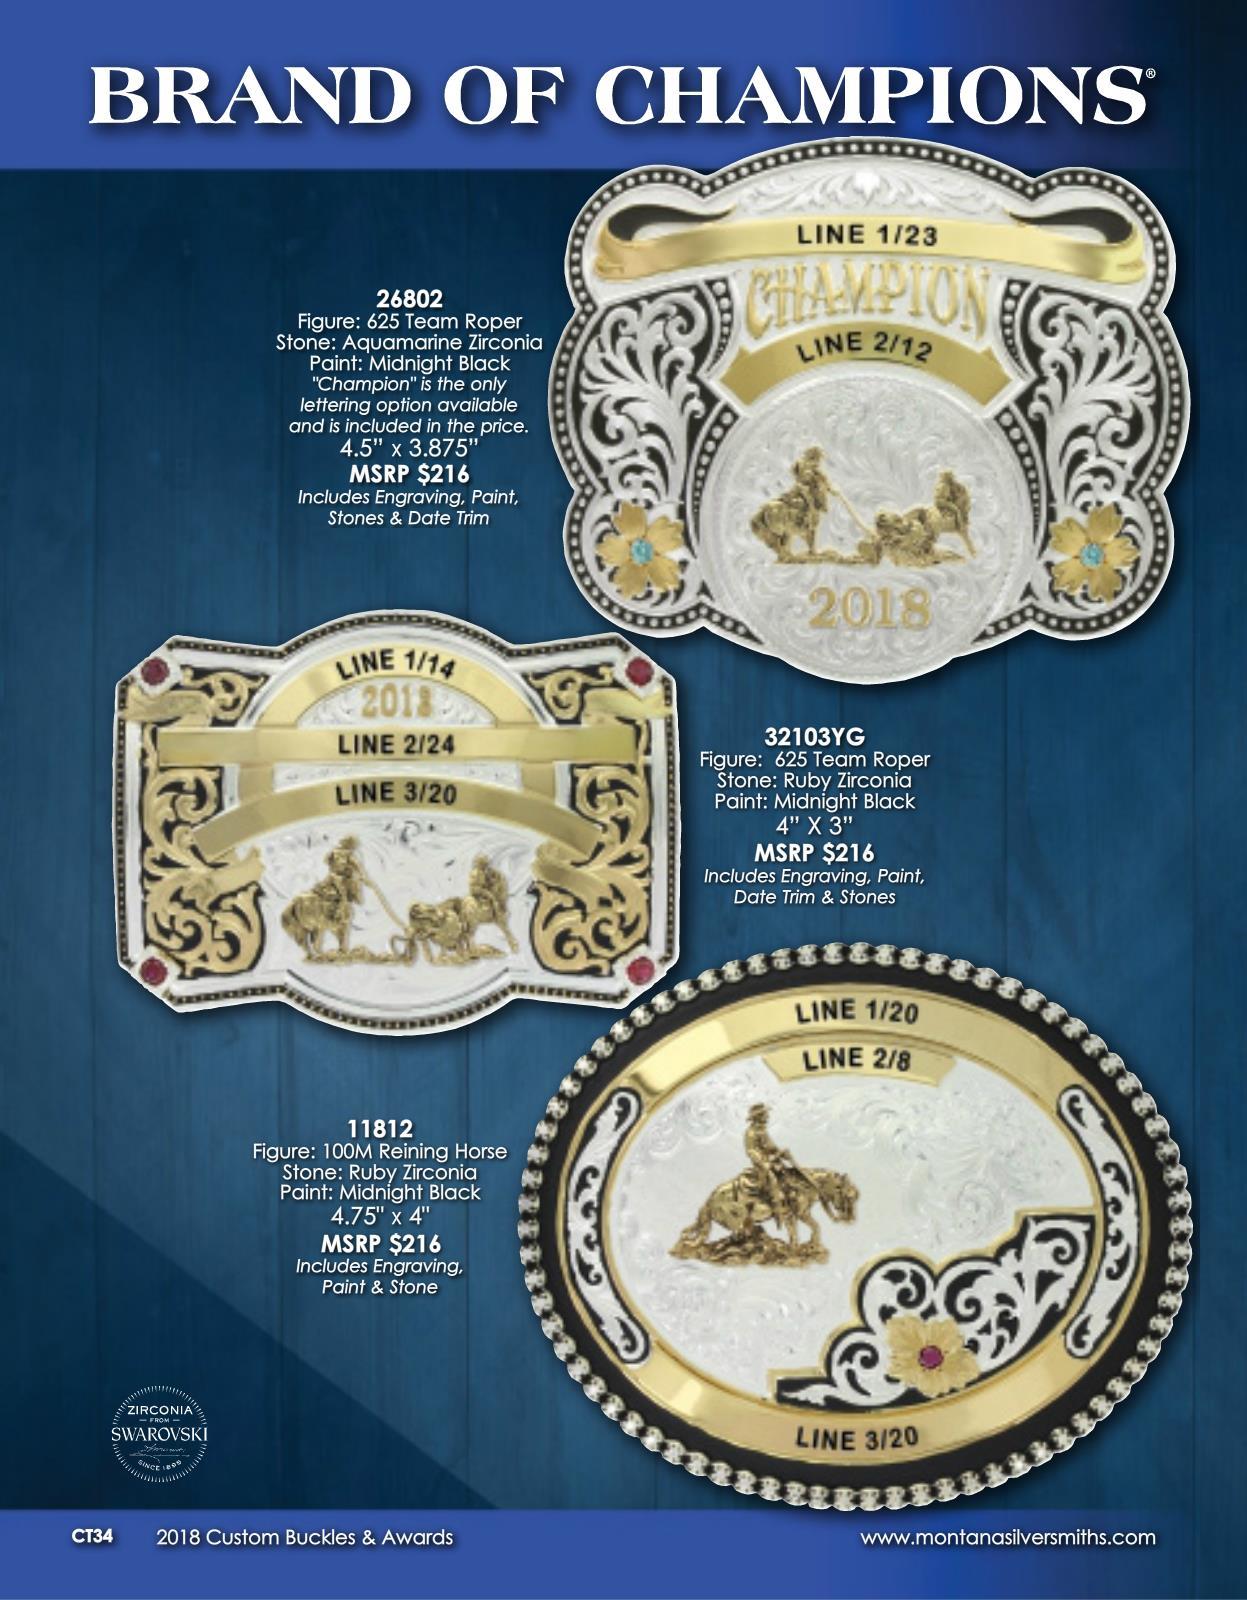 BRAND OF CHAMPIONS®
LINE 1/23
CHAMPION
LINE 2/12
2018
26802
Figure: 625 Team Roper
Stone: Aquamarine Zirconia
Paint: Midnight Black
"Champion" is the only
lettering option available
and is included in the price.
4.5” x 3.875”
MSRP $216
Includes Engraving, Paint,
Stones & Date Trim
LINE 1/14
2018
LINE 2/24
LINE 3/20
32103YG
Figure: 625 Team Roper
Stone: Ruby Zirconia
Paint: Midnight Black
4” X 3”
MSRP $216
Includes Engraving, Paint,
Date Trim & Stones
LINE 1/20
LINE 2/8
LINE 3/20
11812
Figure: 100M Reining Horse
Stone: Ruby Zirconia
Paint: Midnight Black
4.75" x 4"
MSRP $216
Includes Engraving,
Paint & Stone
ZIRCONIA
FROM
SWAROVSKI
SINCE 1895
CT34 2018 Custom Buckles & Awards
www.montanasilversmiths.com